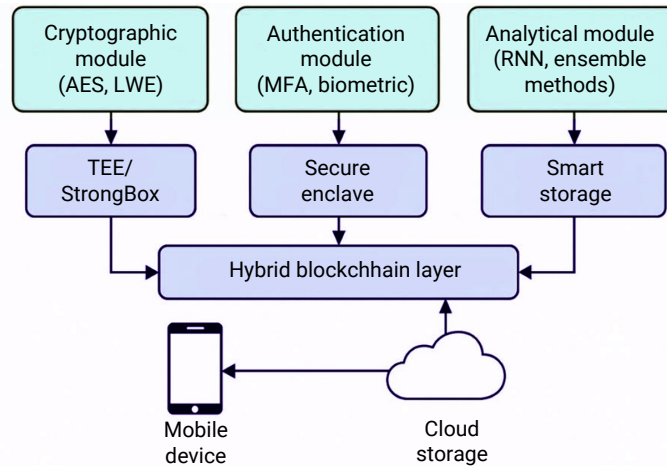 Cryptographic
module
(AES, LWE)
Authentication
module
(MFA, biometric)
Analytical module
(RNN, ensemble
methods)
TEE/
StrongBox
Secure
enclave
Smart
storage
Hybrid blockchhain layer
Mobile
device
Cloud
storage